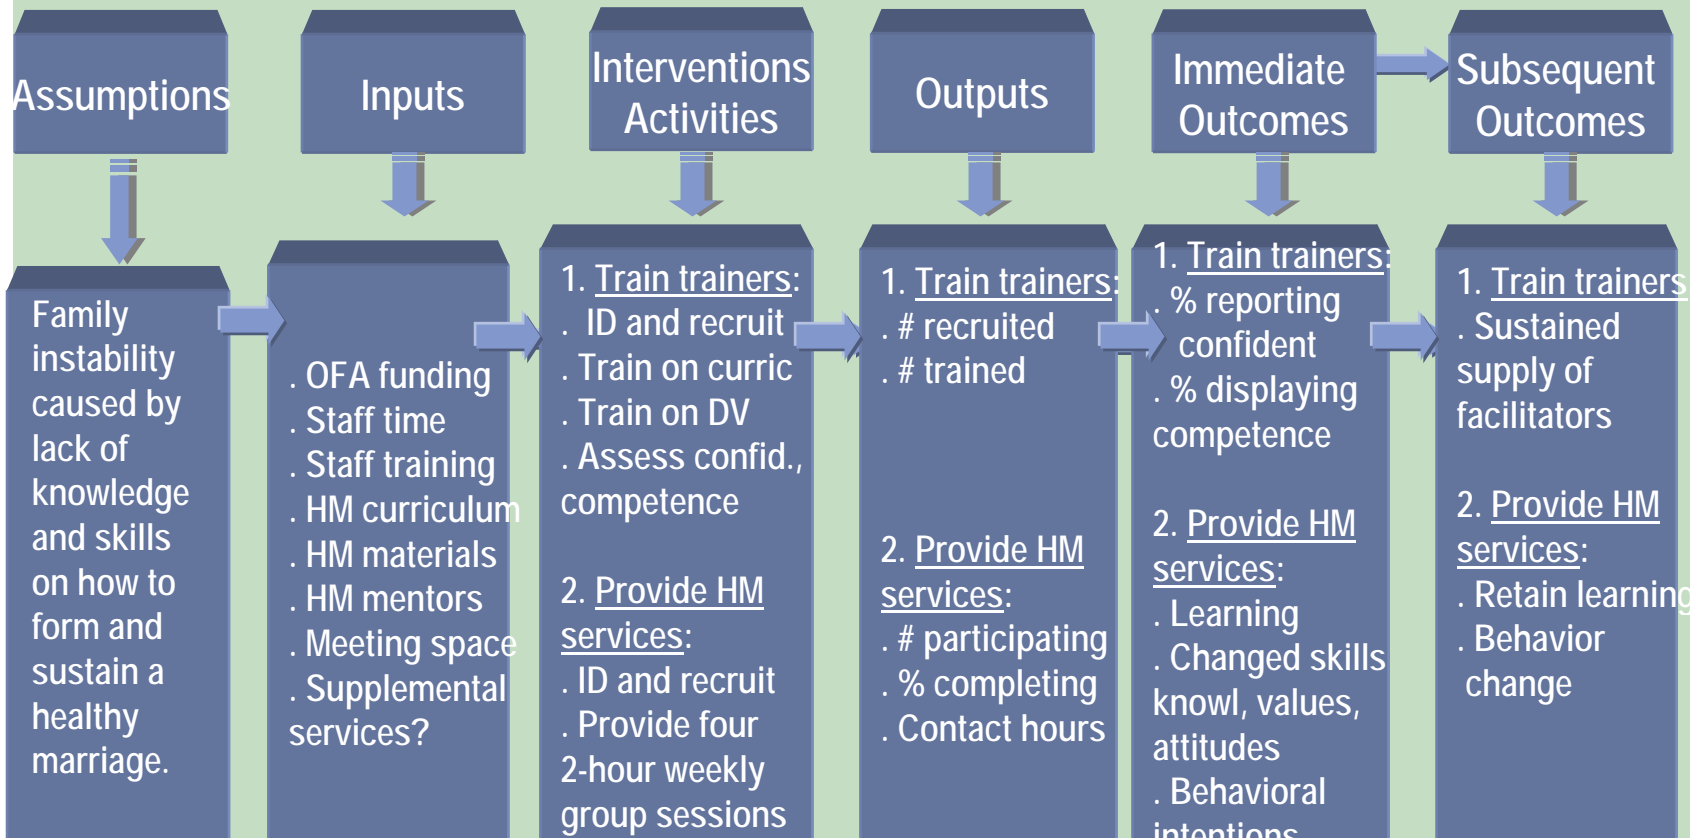 Assumptions
Inputs
Interventions
Activities
Outputs
Immediate
Outcomes
Subsequent
Outcomes
Family
instability
caused by
lack of
knowledge
and skills
on how to
form and
sustain a
healthy
marriage.
. OFA funding
. Staff time
. Staff training
. HM curriculum
. HM materials
. HM mentors
. Meeting space
. Supplemental
services?
1. Train trainers:
. ID and recruit
. Train on curric
. Train on DV
. Assess confid.,
competence
2. Provide HM
services:
. ID and recruit
. Provide four
2-hour weekly
group sessions
1. Train trainers:
. # recruited
. # trained
2. Provide HM
services:
. # participating
. % completing
. Contact hours
1. Train trainers:
. % reporting
confident
. % displaying
competence
2. Provide HM
services:
. Learning
. Changed skills
knowl, values,
attitudes
. Behavioral
intentions
1. Train trainers
. Sustained
supply of
facilitators
2. Provide HM
services:
. Retain learning
. Behavior
change